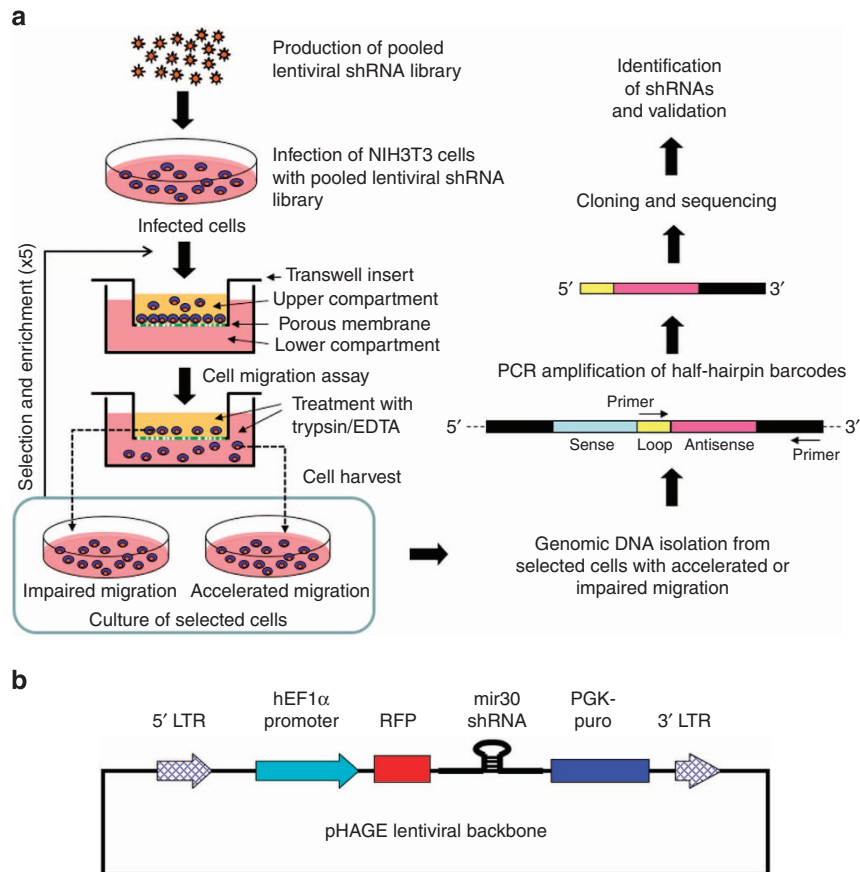 a
Production of pooled
lentiviral shRNA library
Infection of NIH3T3 cells
with pooled lentiviral shRNA
library
Infected cells
Selection and enrichment (x5)
Transwell insert
Upper compartment
Porous membrane
Lower compartment
Cell migration assay
Treatment with
trypsin/EDTA
Cell harvest
Impaired migration
Accelerated migration
Culture of selected cells
Identification
of shRNAs
and validation
Cloning and sequencing
5′ 3′
PCR amplification of half-hairpin barcodes
Primer
5′ 3′
Sense Loop Antisense
Primer
Genomic DNA isolation from
selected cells with accelerated or
impaired migration
b
5′ LTR
hEF1α
promoter
RFP
mir30
shRNA
PGK-
puro
3′ LTR
pHAGE lentiviral backbone